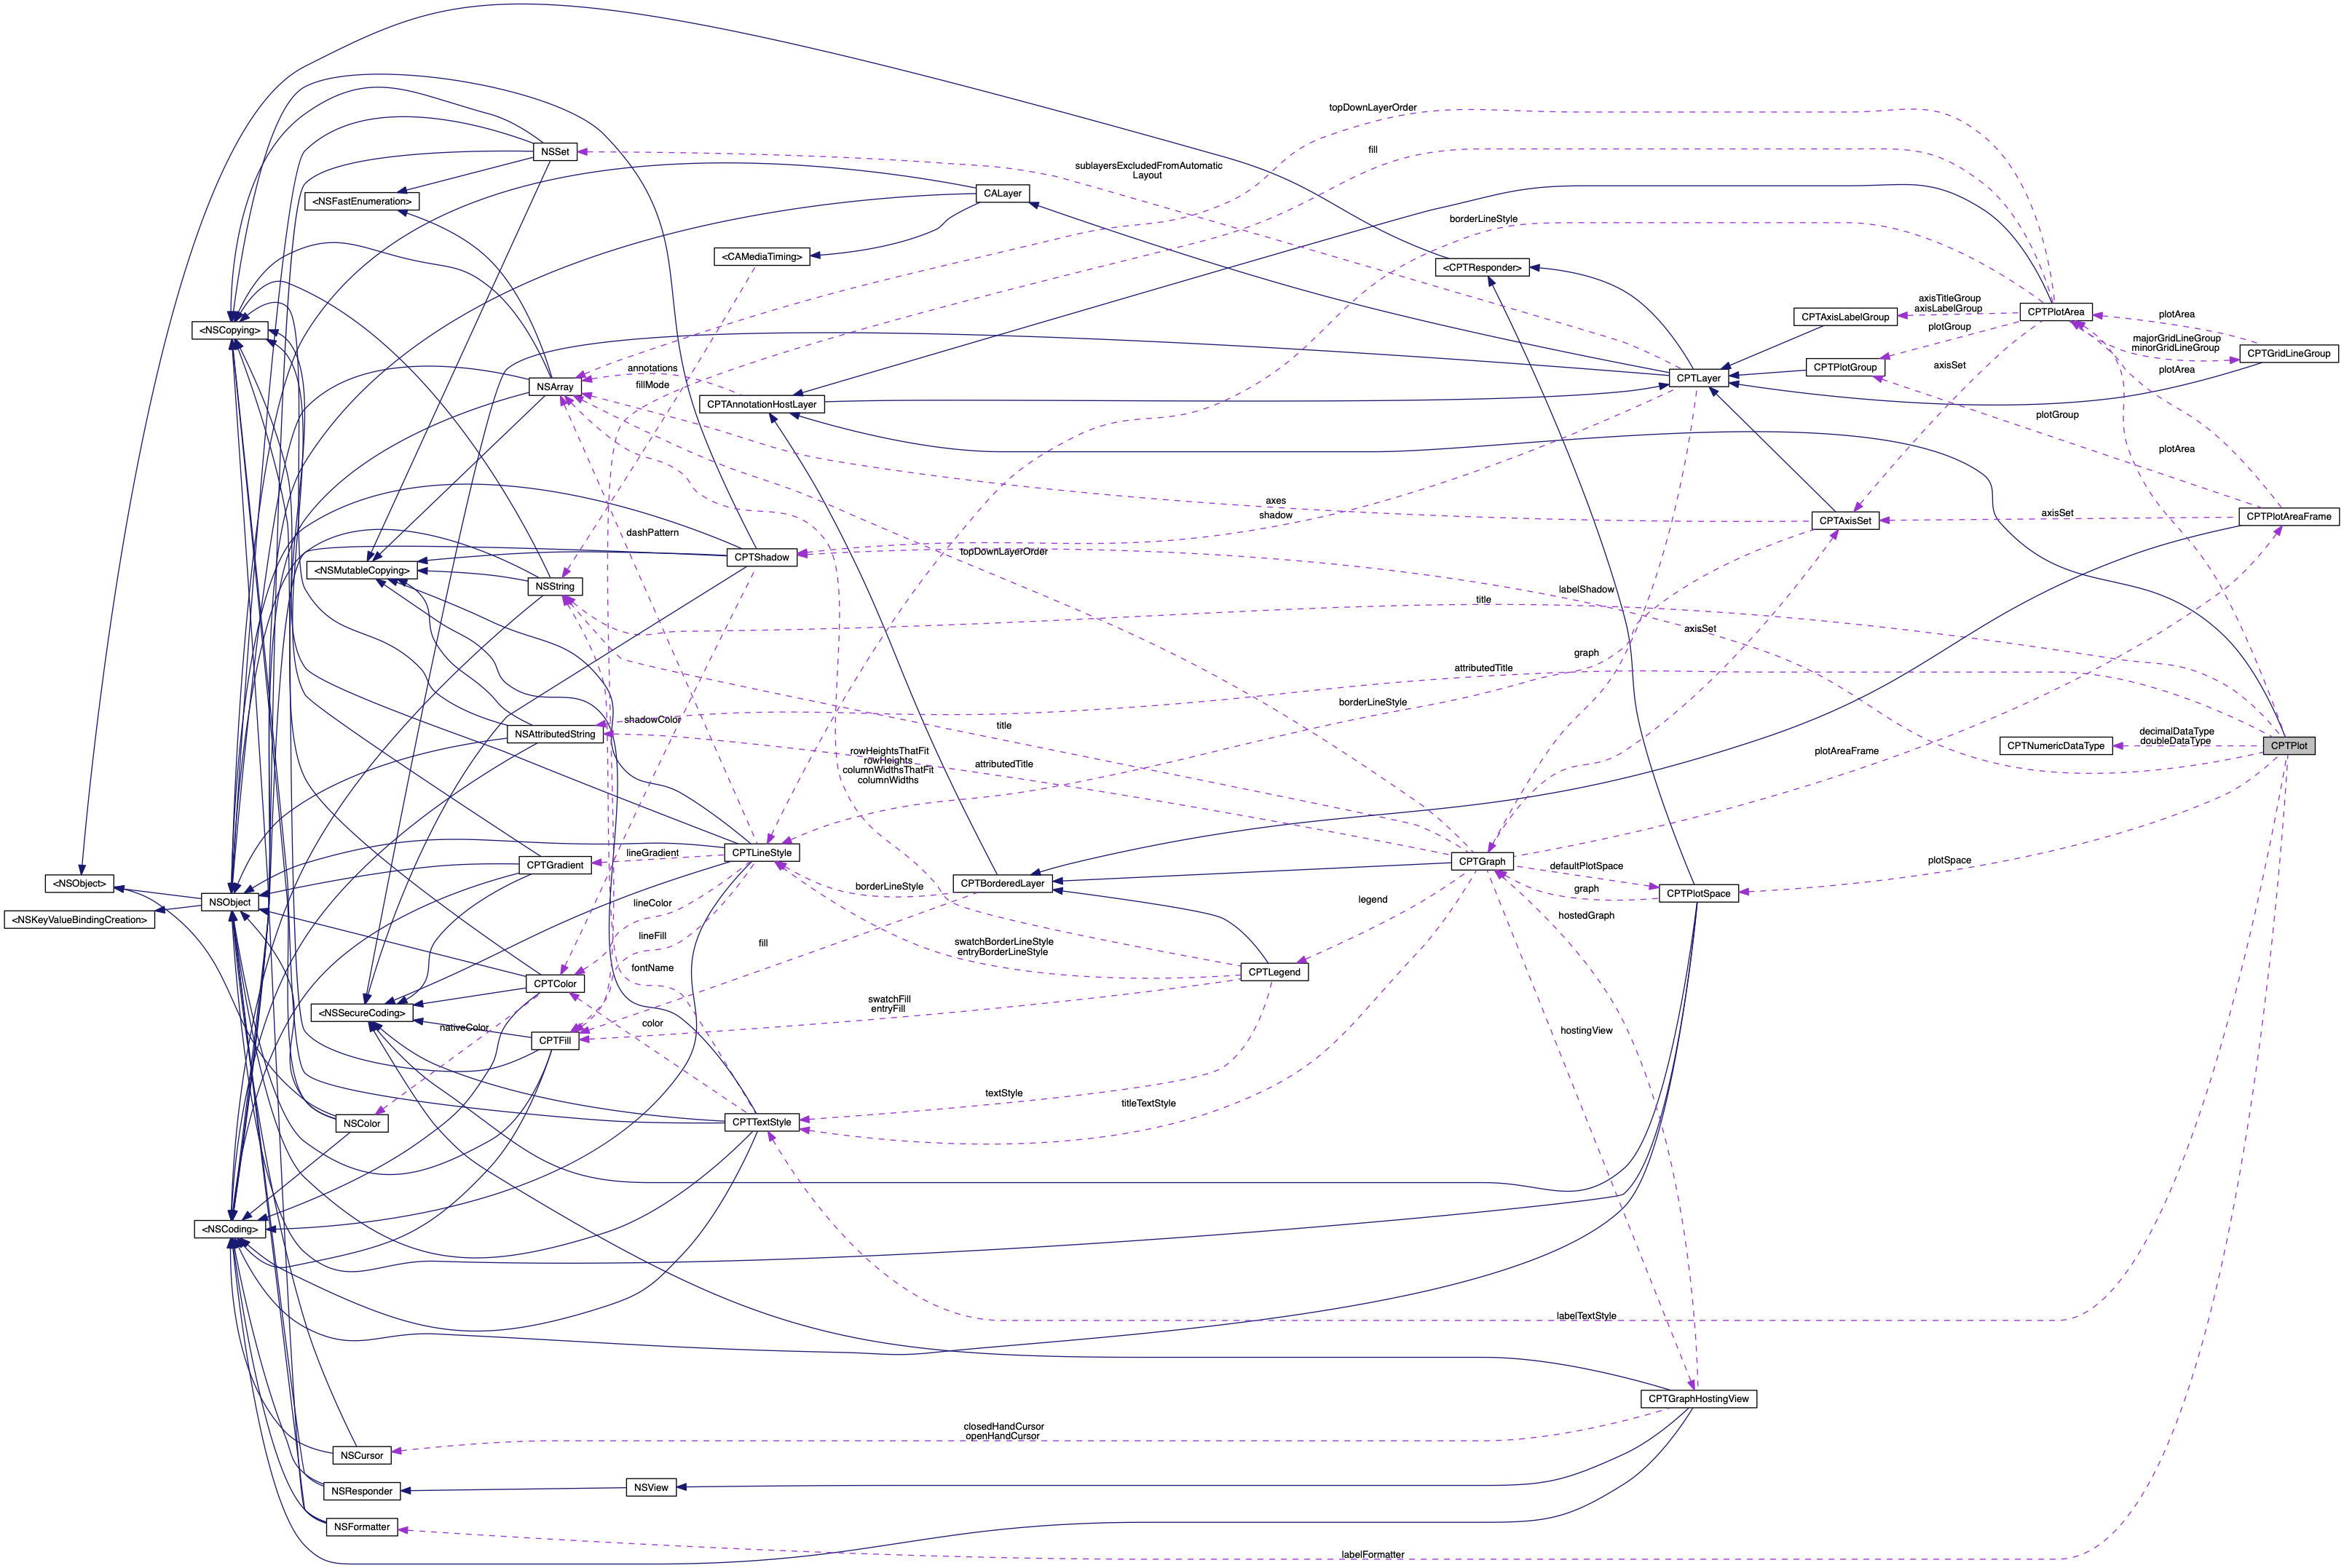 topDownLayerOrder
fill
NSSet
sublayersExcludedFromAutomatic
Layout
<NSFastEnumeration>
CALayer
borderLineStyle
<CAMediaTiming>
<CPTResponder>
axisTitleGroup
axisLabelGroup
CPTPlotArea
CPTAxisLabelGroup
plotArea
<NSCopying>
plotGroup
majorGridLineGroup
minorGridLineGroup
CPTGridLineGroup
annotations
CPTPlotGroup
axisSet
plotArea
NSArray
fillMode
CPTLayer
CPTAnnotationHostLayer
plotGroup
plotArea
axes
shadow
axisSet
CPTPlotAreaFrame
CPTAxisSet
dashPattern
topDownLayerOrder
CPTShadow
<NSMutableCopying>
NSString
labelShadow
title
axisSet
graph
attributedTitle
borderLineStyle
shadowColor
title
NSAttributedString
decimalDataType
doubleDataType
CPTNumericDataType
CPTPlot
rowHeightsThatFit
rowHeights
columnWidthsThatFit
columnWidths
attributedTitle
plotAreaFrame
lineGradient
CPTLineStyle
CPTGradient
CPTGraph
defaultPlotSpace
plotSpace
<NSObject>
borderLineStyle
CPTBorderedLayer
graph
CPTPlotSpace
NSObject
lineColor
legend
hostedGraph
<NSKeyValueBindingCreation>
lineFill
fill
swatchBorderLineStyle
entryBorderLineStyle
fontName
CPTLegend
CPTColor
swatchFill
entryFill
<NSSecureCoding>
nativeColor
color
hostingView
CPTFill
textStyle
titleTextStyle
NSColor
CPTTextStyle
<NSCoding>
labelTextStyle
CPTGraphHostingView
closedHandCursor
openHandCursor
NSCursor
NSView
NSResponder
NSFormatter
labelFormatter